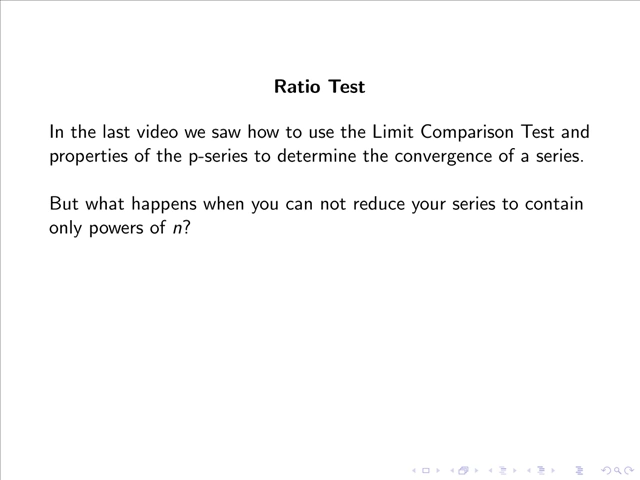 Ratio Test
In the last video we saw how to use the Limit Comparison Test and
properties of the p-series to determine the convergence of a series.
But what happens when you can not reduce your series to contain
only powers of n?